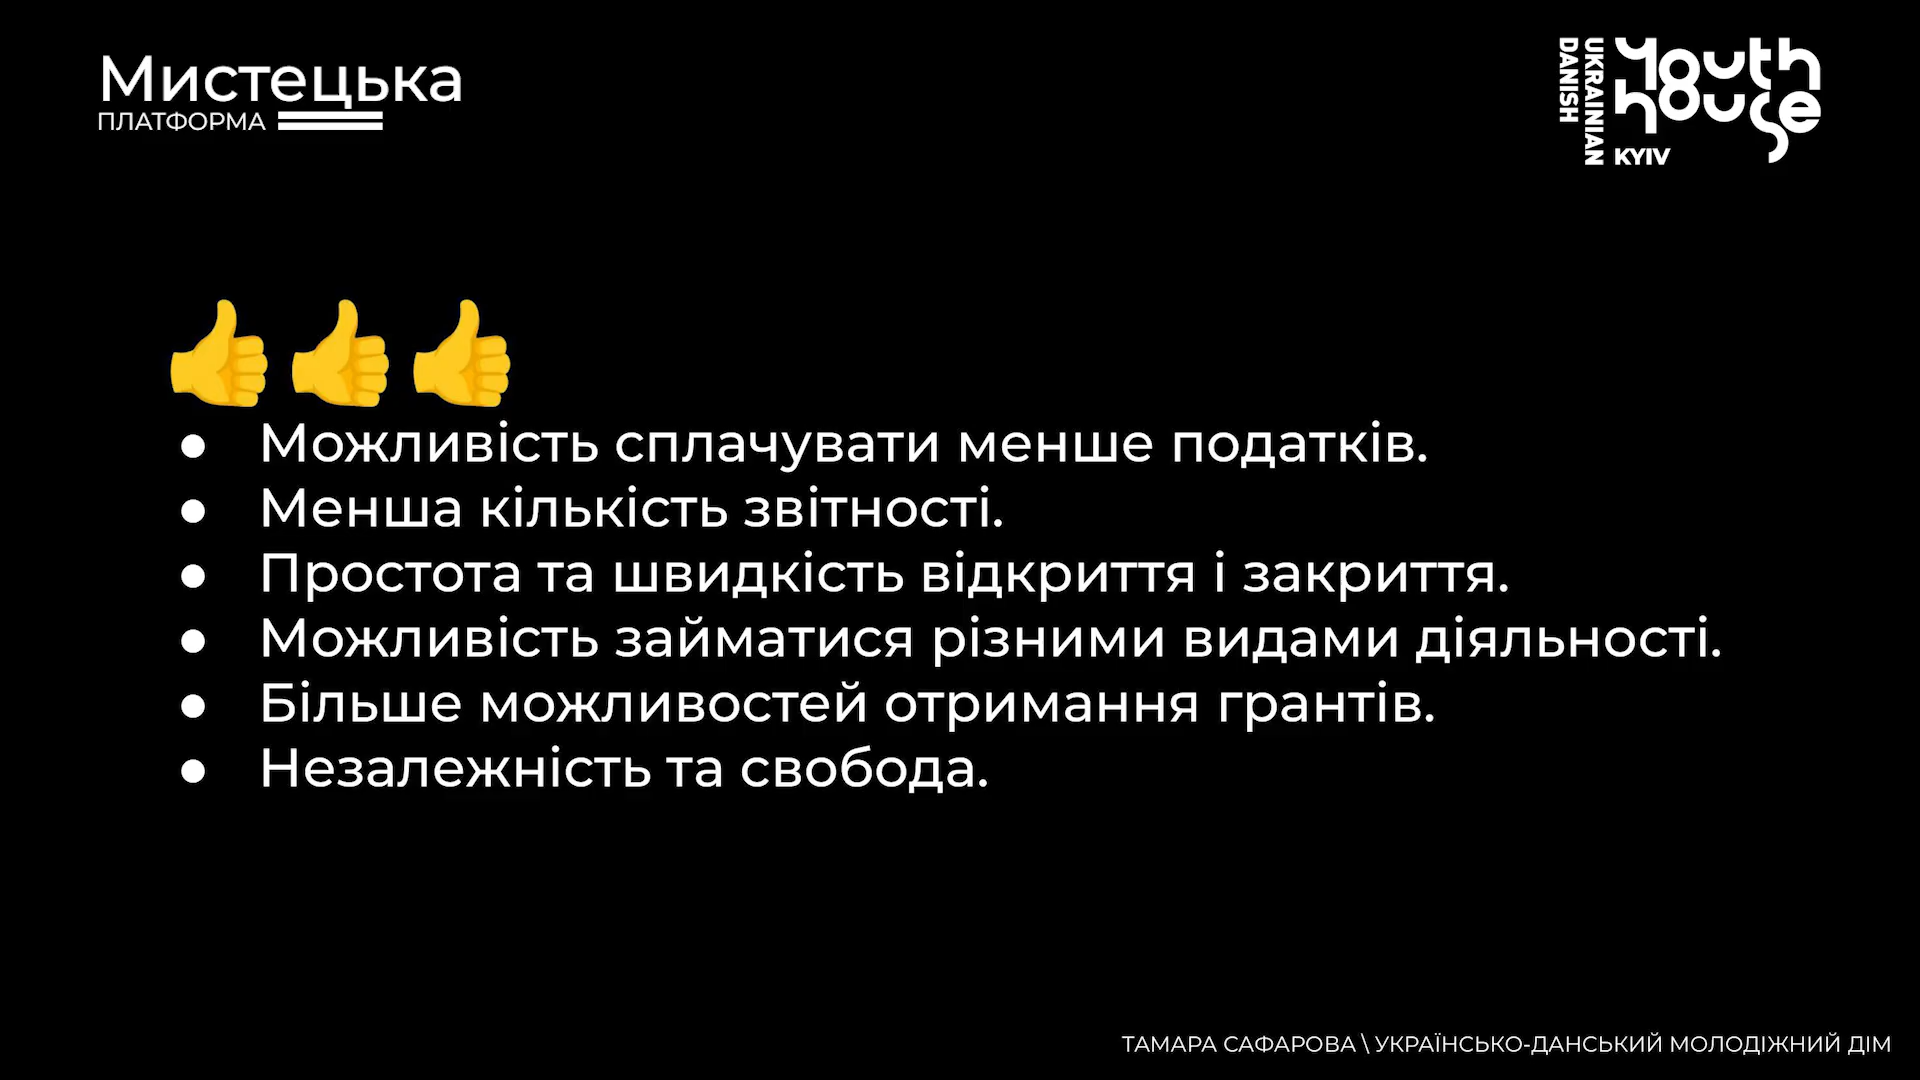 Мистецька
ПЛАТФОРМА
DANISH
UKRAINIAN
Youth
house
KYIV
● Можливість сплачувати менше податків.
● Менша кількість звітності.
● Простота та швидкість відкриття і закриття.
● Можливість займатися різними видами діяльності.
● Більше можливостей отримання грантів.
● Незалежність та свобода.
ТАМАРА САФАРОВА \ УКРАЇНСЬКО-ДАНСЬКИЙ МОЛОДІЖНИЙ ДІМ